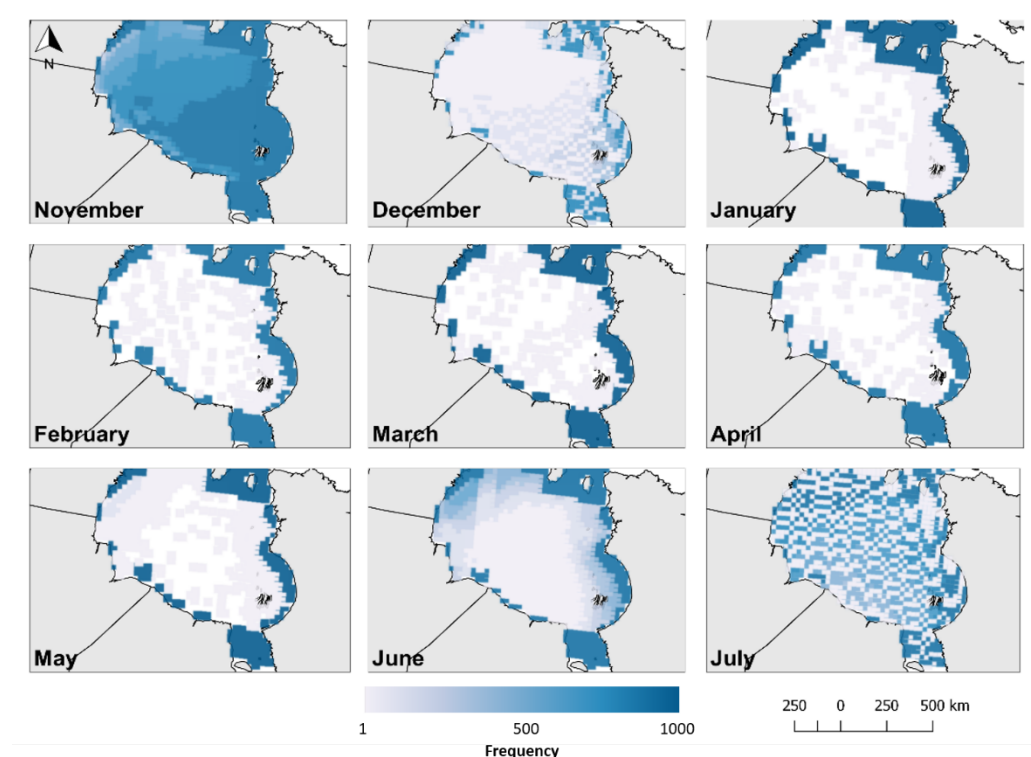 N
November
December
January
February
March
April
May
June
July
1
500
1000
Frequency
250 0 250 500 km